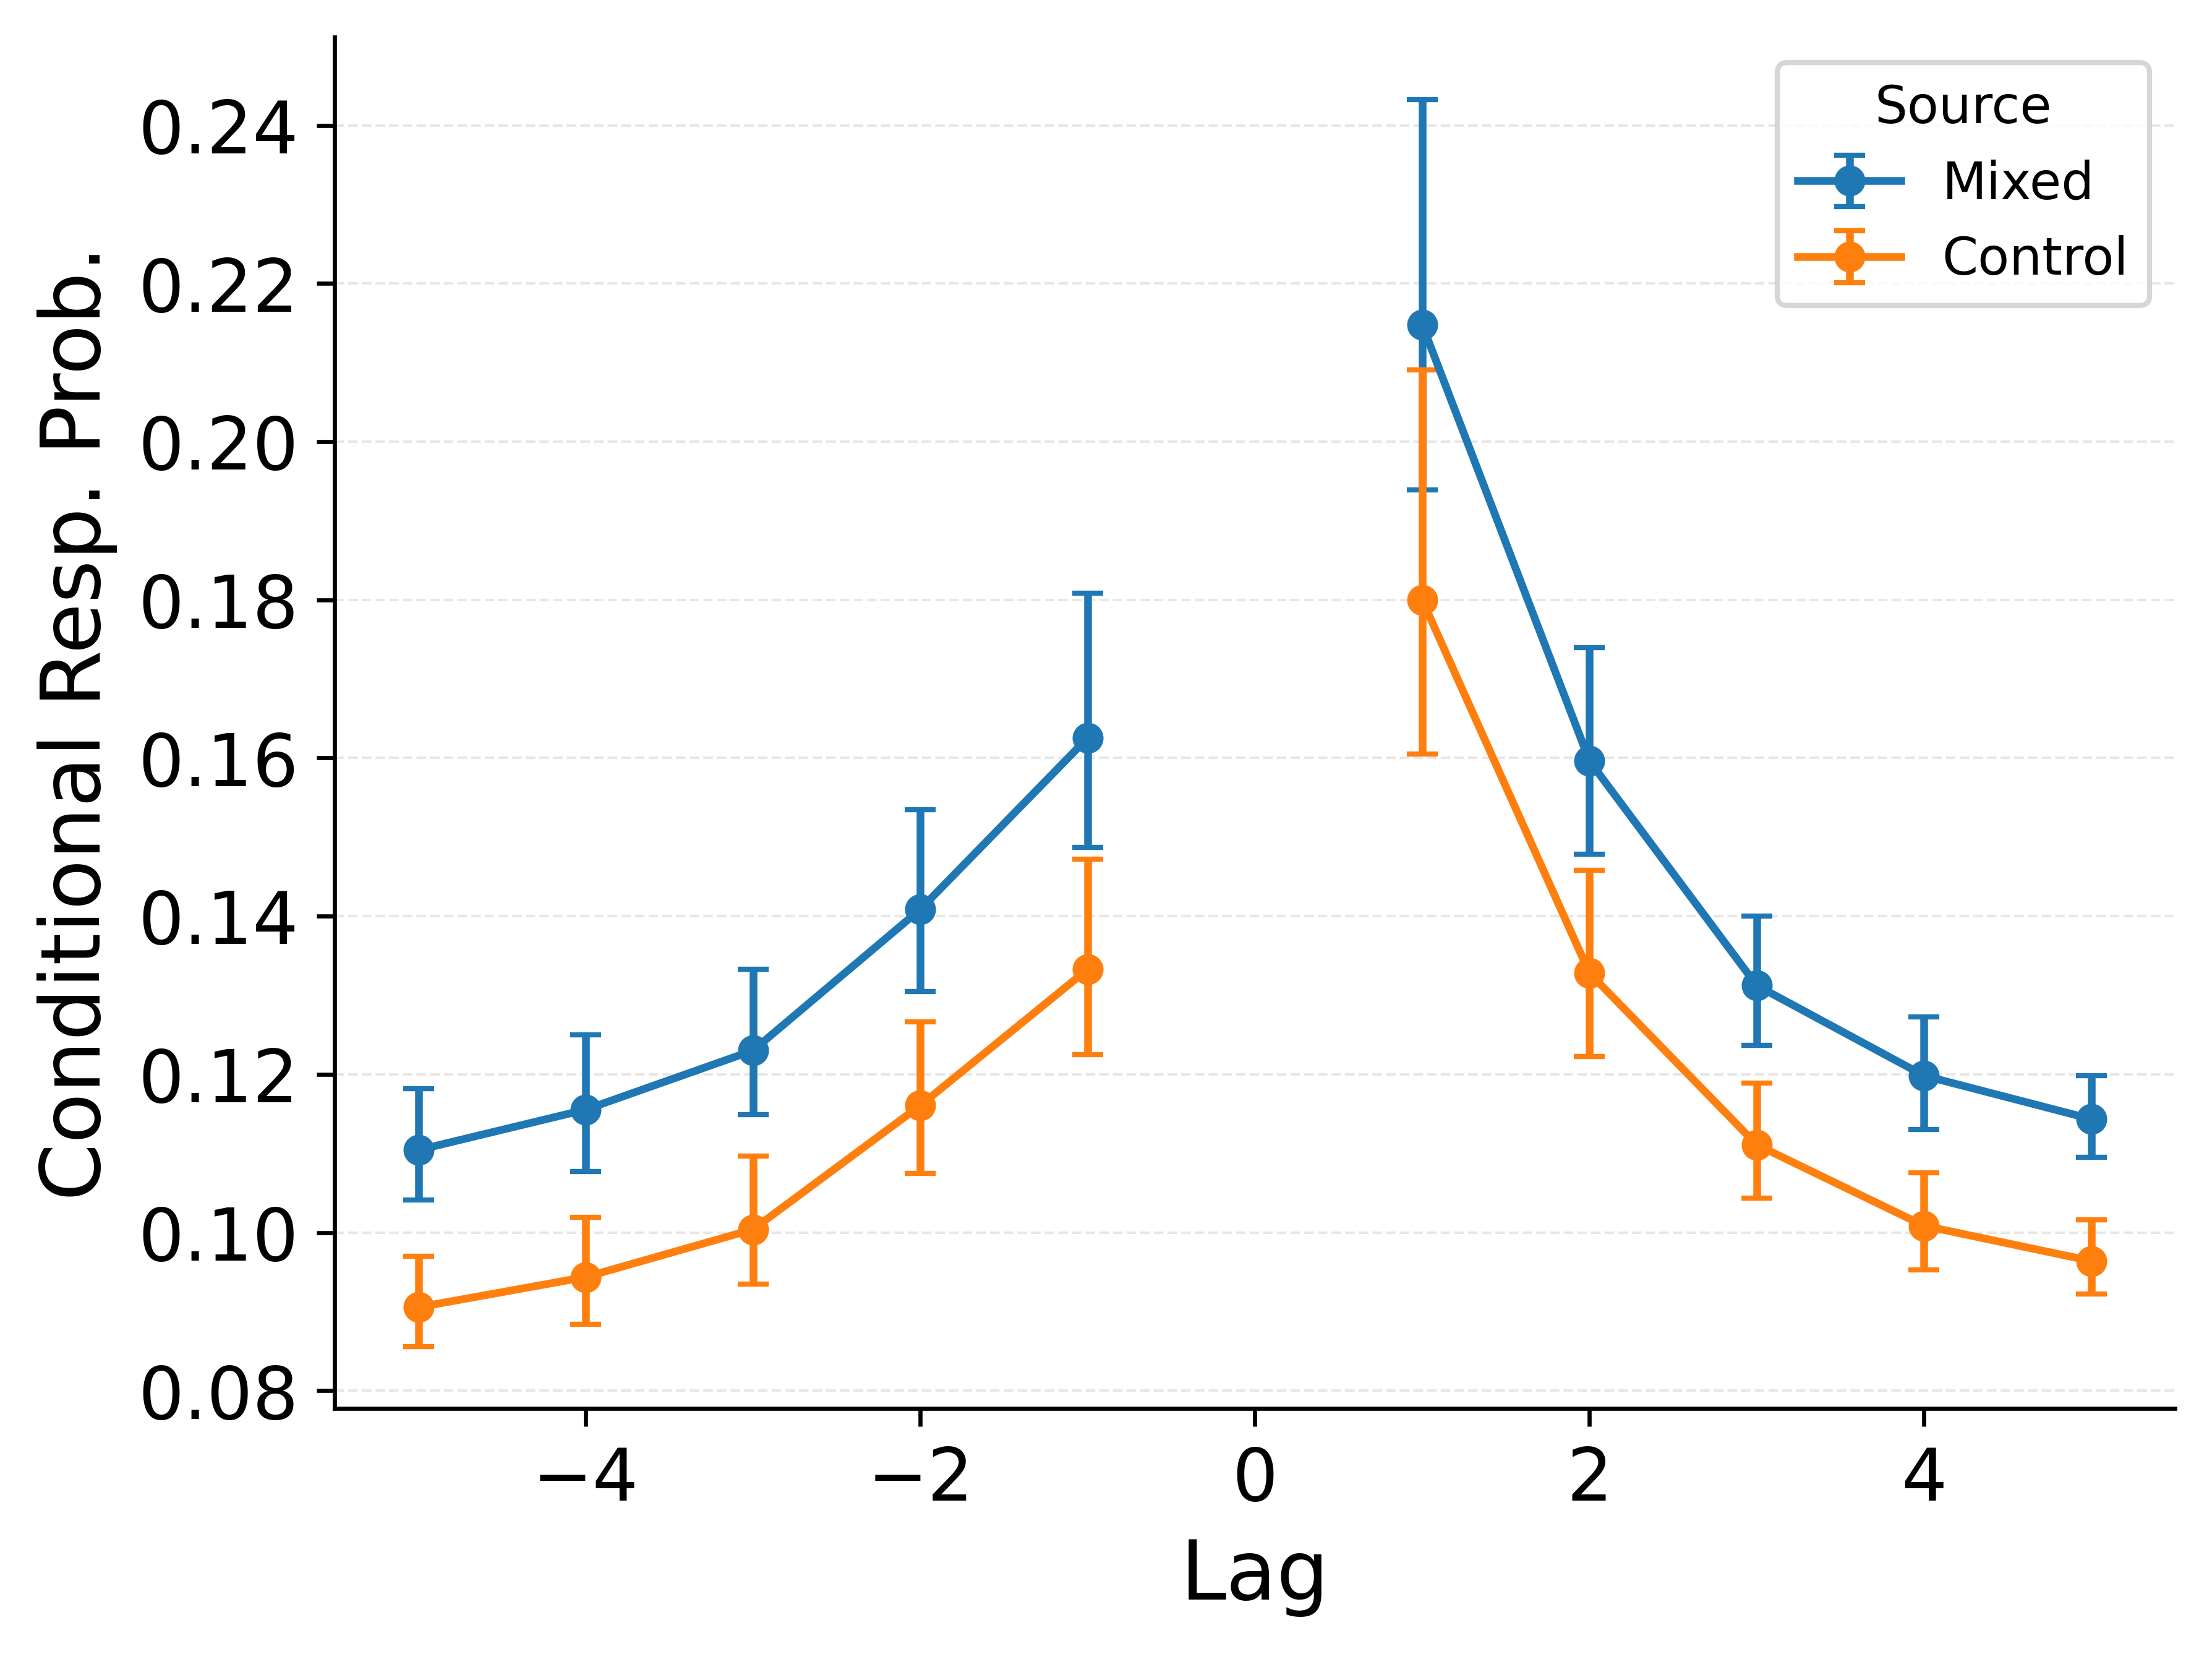 Conditional Resp. Prob.
0.24
0.22
0.20
0.18
0.16
0.14
0.12
0.10
0.08
Source
Mixed
Control
−4 −2 0 2 4
Lag